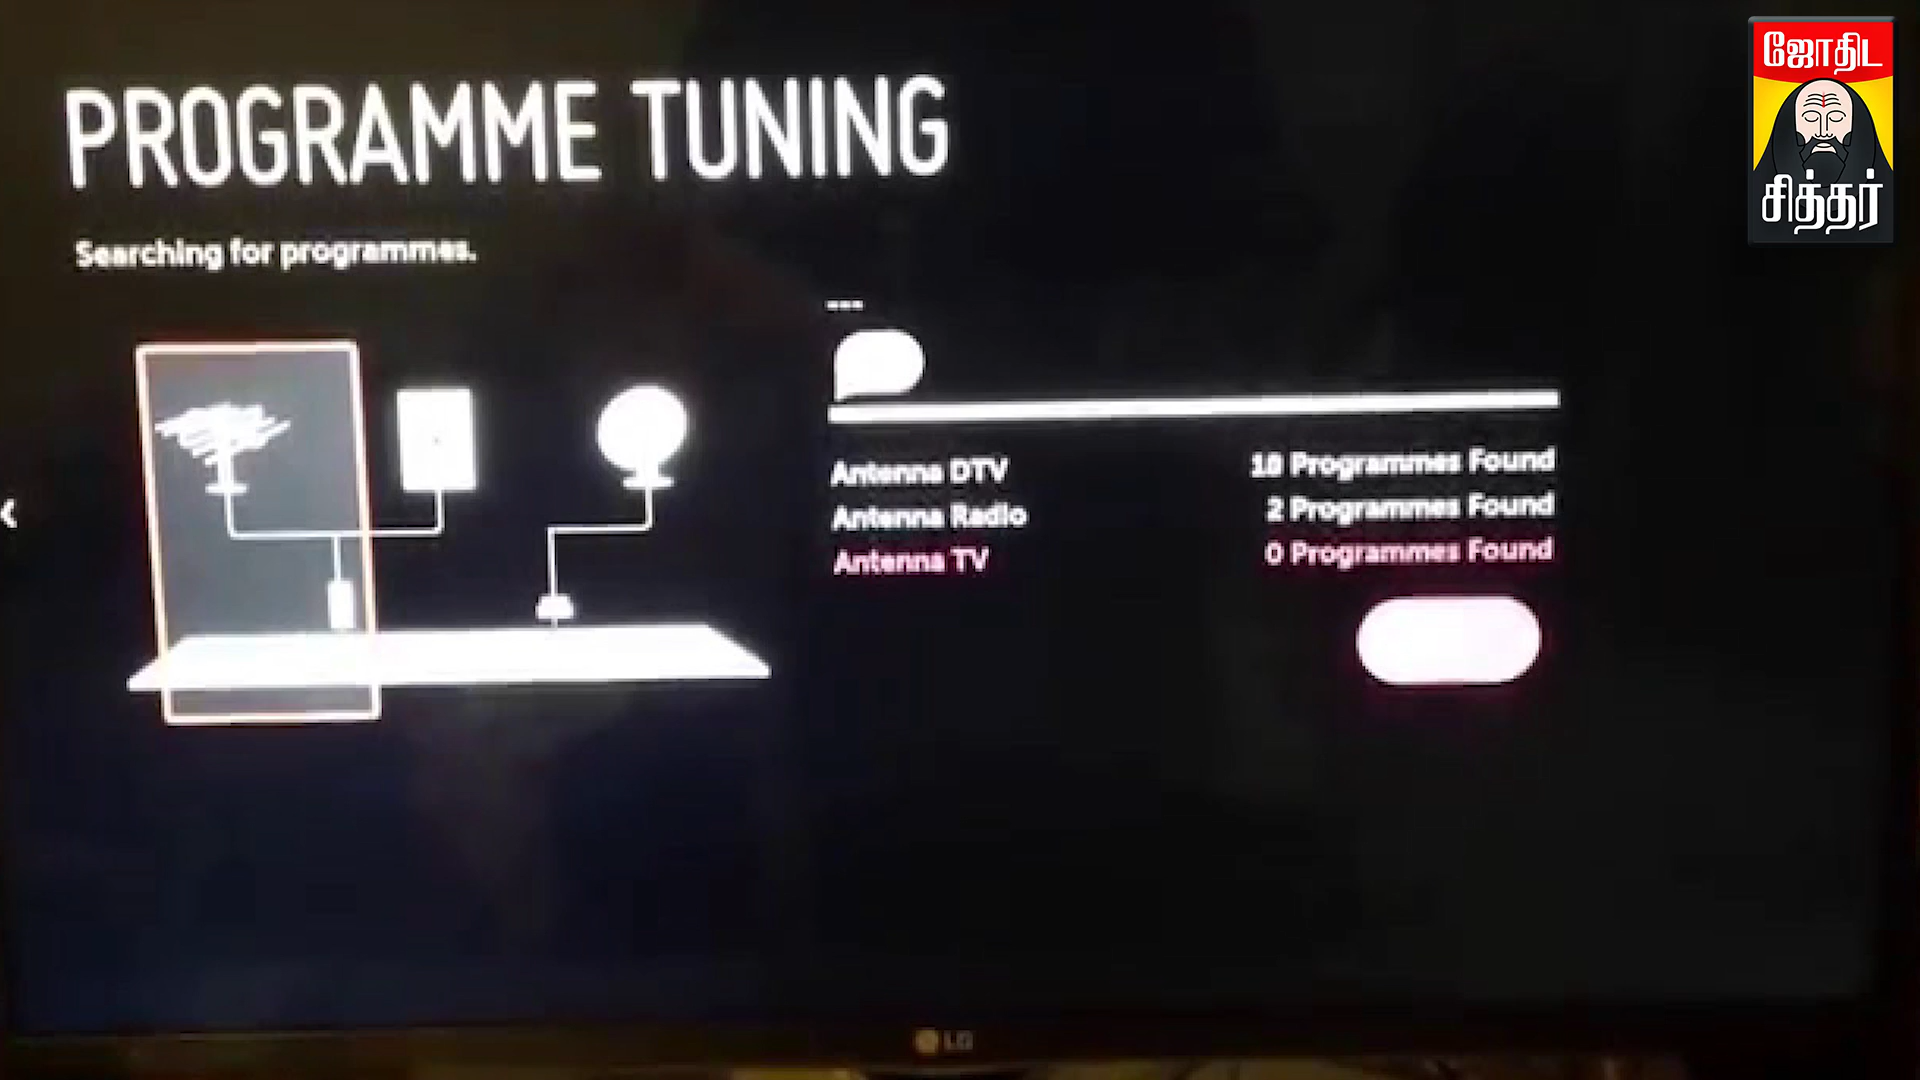 PROGRAMME TUNING
Searching for programmes.
---
Antenna DTV 18 Programmes Found
Antenna Radio 2 Programmes Found
Antenna TV 0 Programmes Found
LG
ஜோதிட
சித்தர்